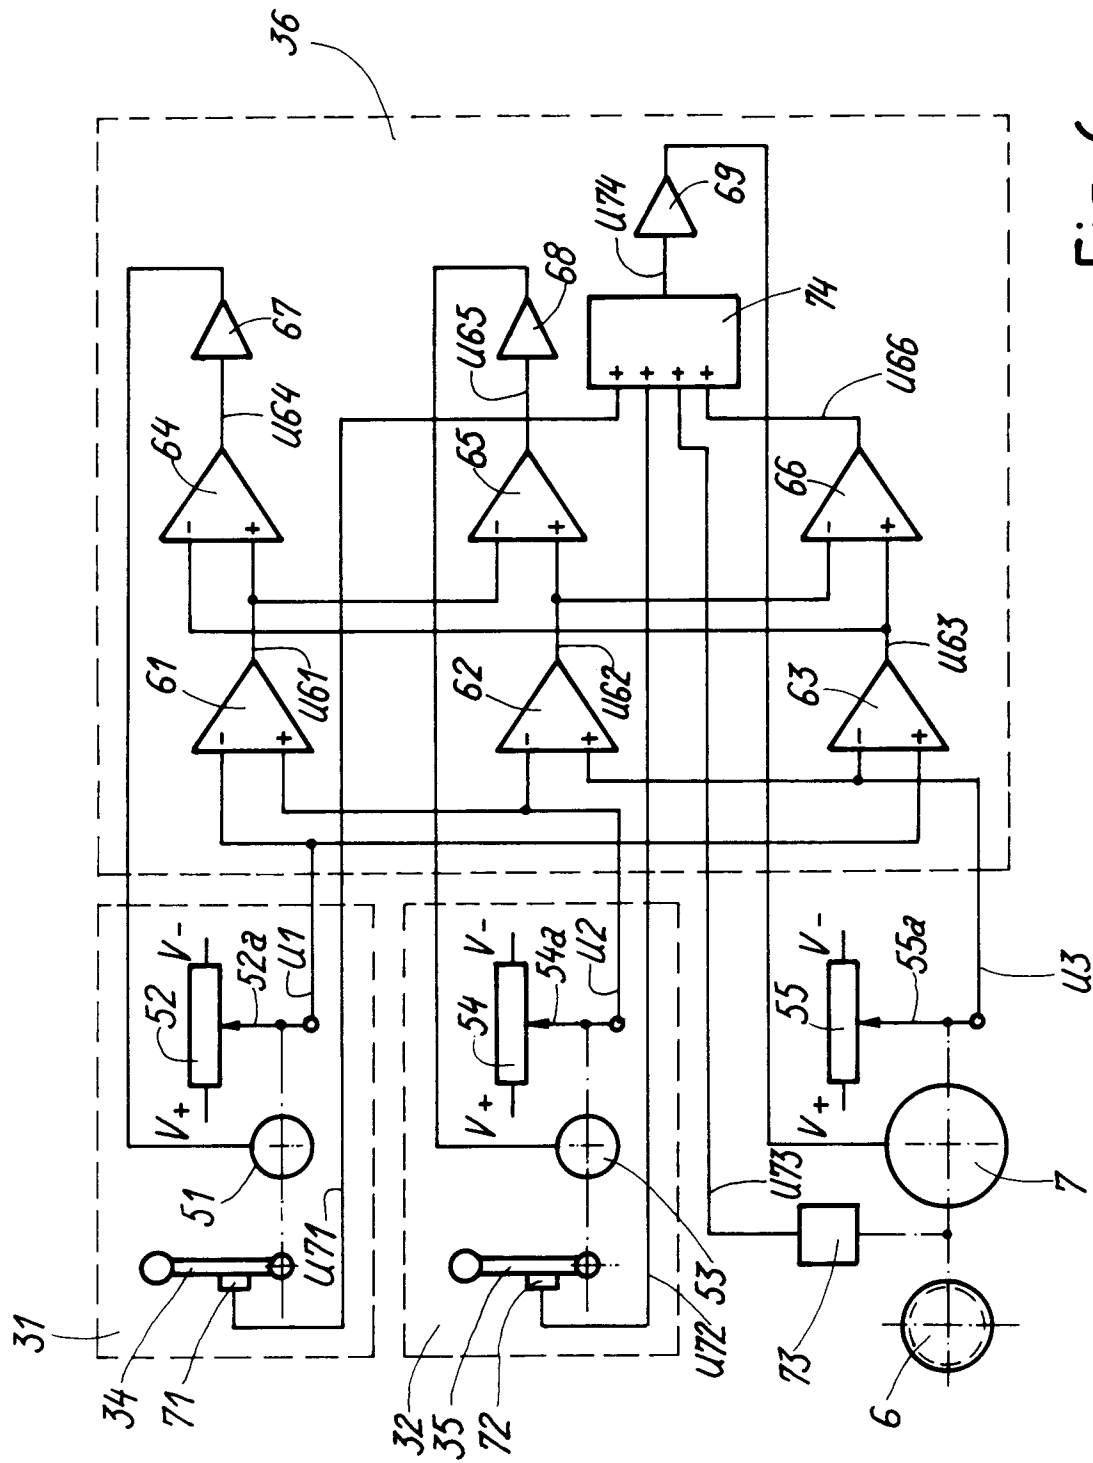 36
31
34
71
51
52
V+
V-
52a
U1
U71
61
U61
64
U64
67
-
+
-
+
32
35
72
U72
53
54
V+
V-
54a
U2
62
U62
65
U65
68
-
+
-
+
U74
69
74
+
+
+
+
U73
73
6
7
55
V+
V-
55a
U3
63
U63
66
U66
-
+
-
+